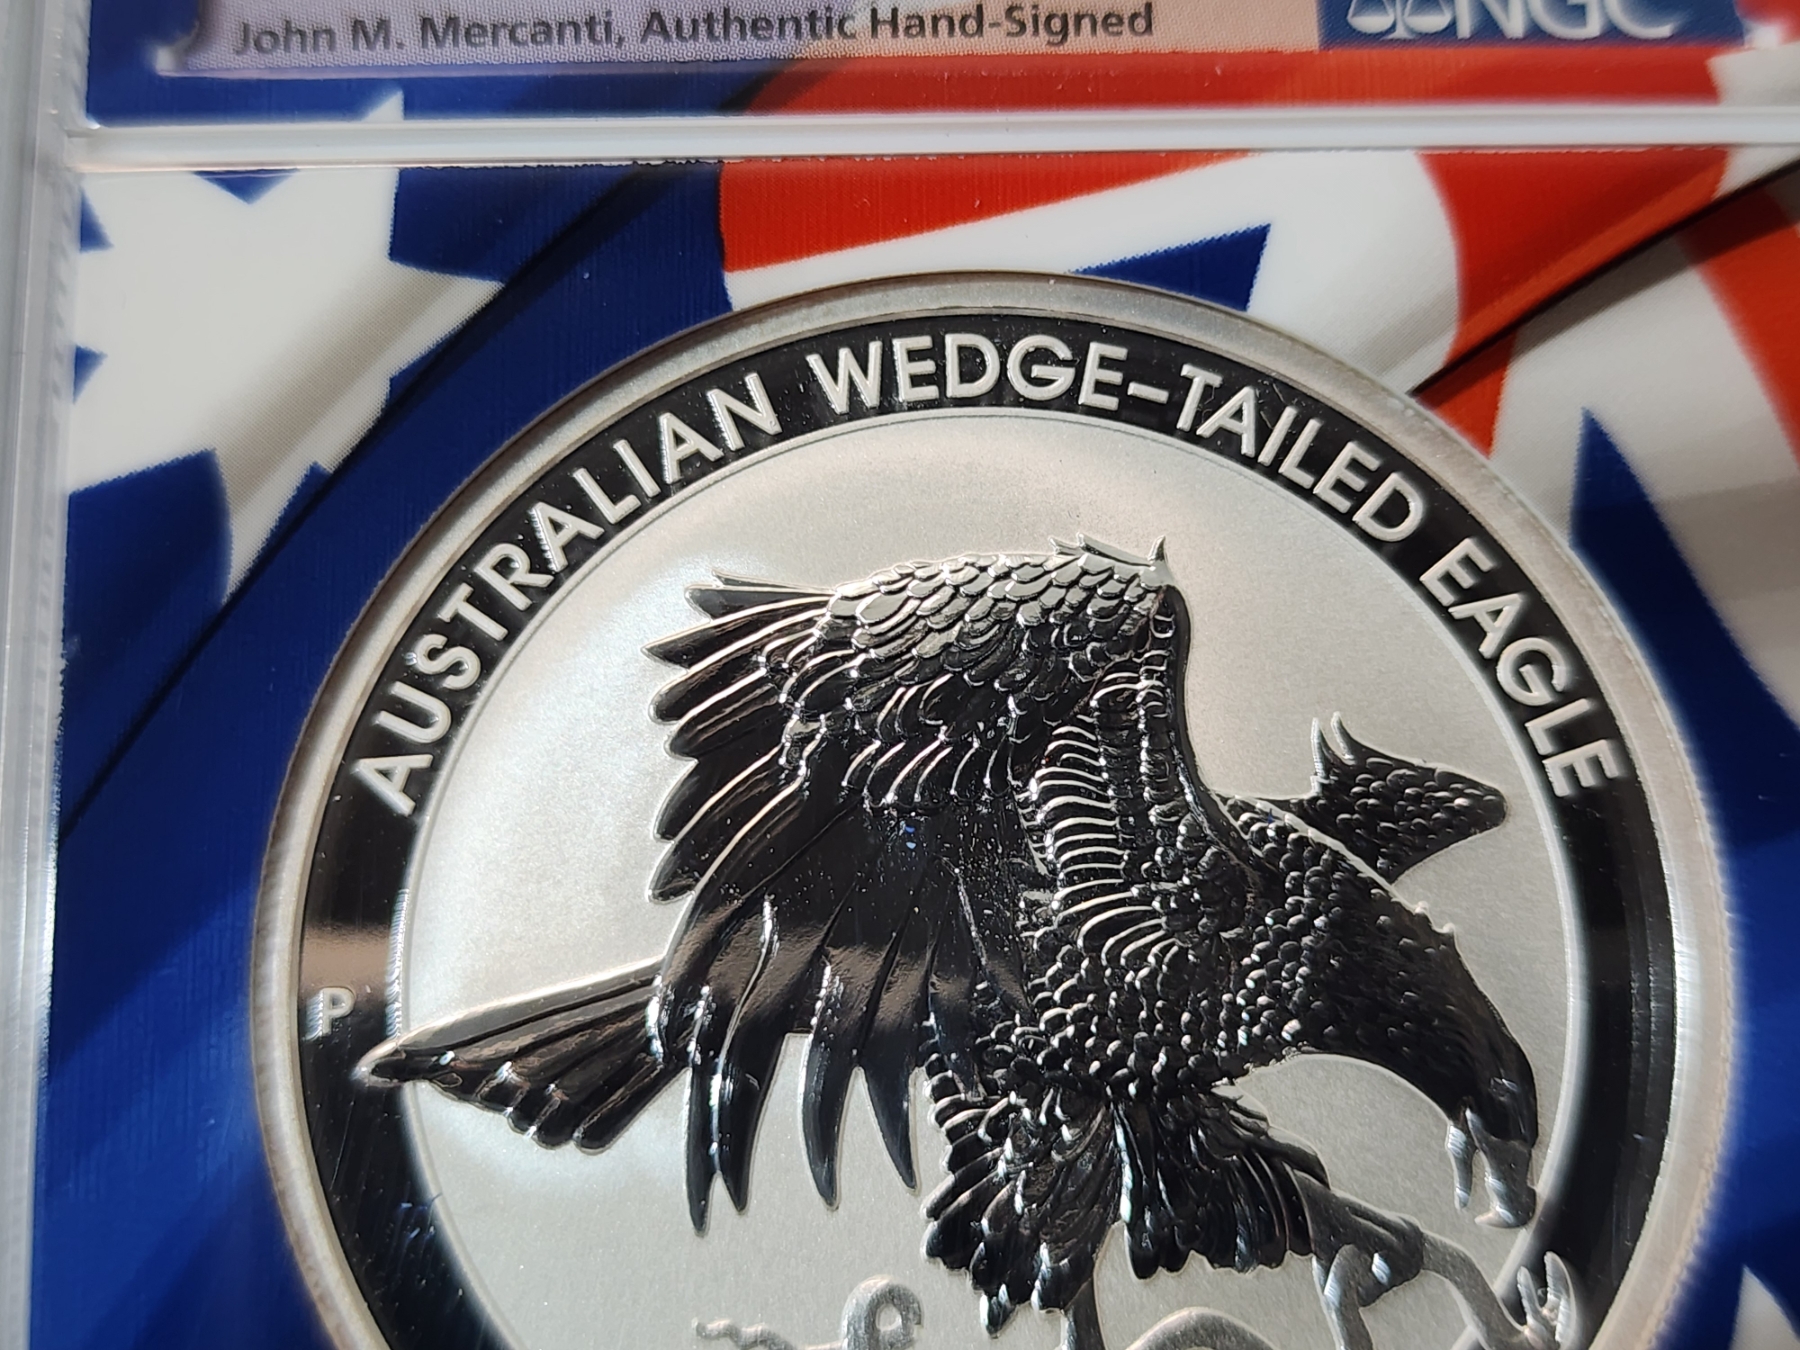 John M. Mercanti, Authentic Hand-Signed
NGC
AUSTRALIAN WEDGE-TAILED EAGLE
P